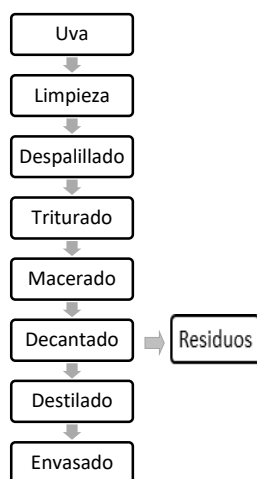 Uva
Limpieza
Despalillado
Triturado
Macerado
Decantado
Residuos
Destilado
Envasado